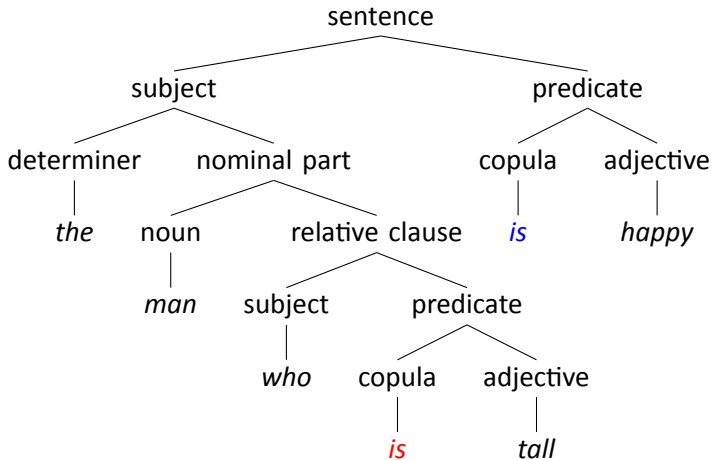 sentence
subject predicate
determiner nominal part copula adjective
the noun relative clause is happy
man subject predicate
who copula adjective
is tall